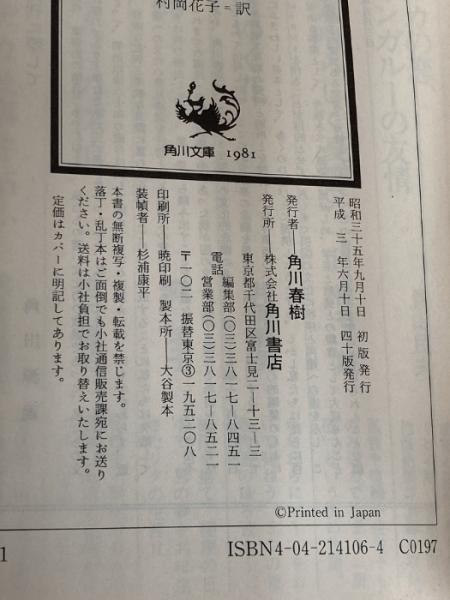 村岡花子=訳
角川文庫 1981
昭和三十五年九月十日 初版発行
平成 三 年六月十日 四十版発行
発行者―角川春樹
発行所―株式会社角川書店
東京都千代田区富士見二―十三―三
電話
編集部(〇三)三八一七―八四五一
営業部(〇三)三八一七―八五二一
〒一〇二 振替東京③一九五二〇八
印刷所―暁印刷 製本所―大谷製本
装幀者―杉浦康平
本書の無断複写・複製・転載を禁じます。
落丁・乱丁本はご面倒でも小社通信販売課宛にお送り
ください。送料は小社負担でお取り替えいたします。
定価はカバーに明記してあります。
©Printed in Japan
1
ISBN4-04-214106-4 C0197